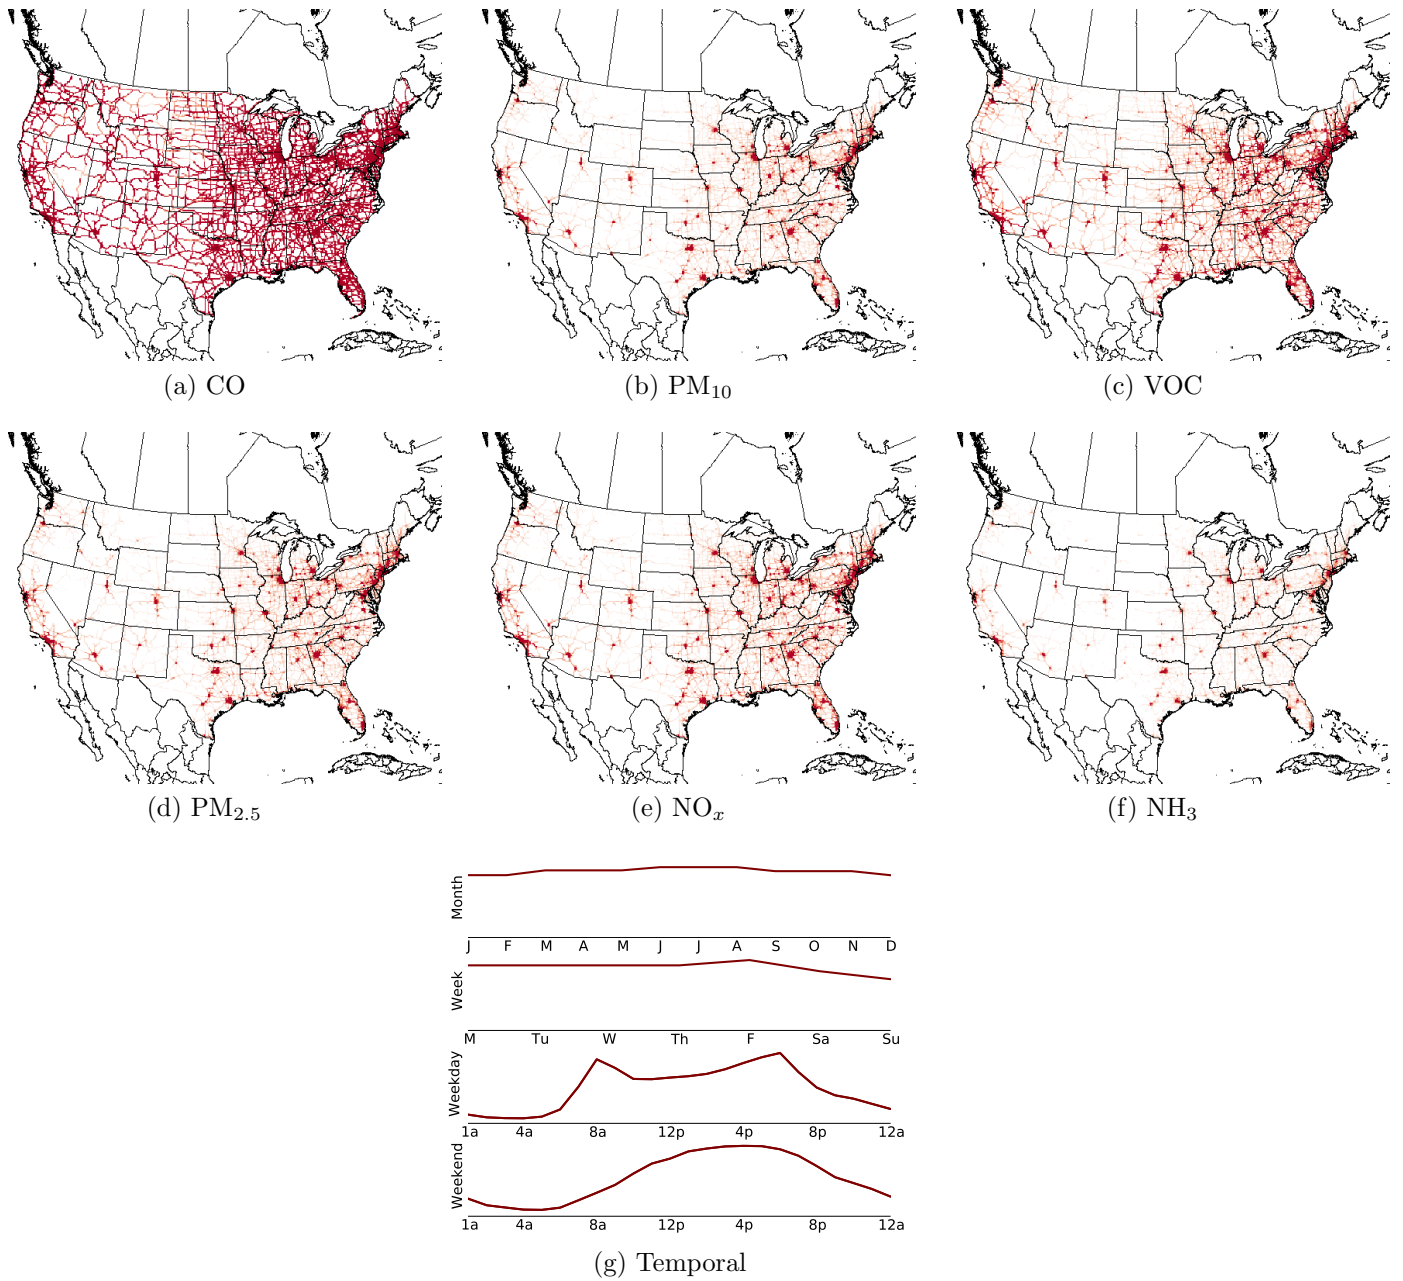 (a) CO
(b) PM10
(c) VOC
(d) PM2.5
(e) NOx
(f) NH3
Month
J F M A M J J A S O N D
Week
M Tu W Th F Sa Su
Weekday
1a 4a 8a 12p 4p 8p 12a
Weekend
1a 4a 8a 12p 4p 8p 12a
(g) Temporal